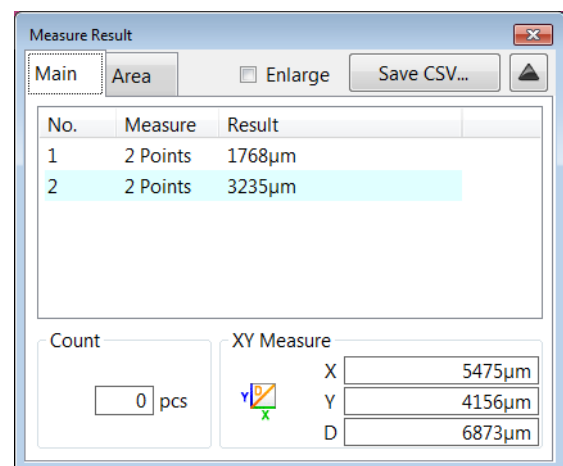 Measure Result
Main Area Enlarge Save CSV...
No. Measure Result
1 2 Points 1768µm
2 2 Points 3235µm
Count XY Measure
X 5475µm
0 pcs Y D X Y 4156µm
D 6873µm